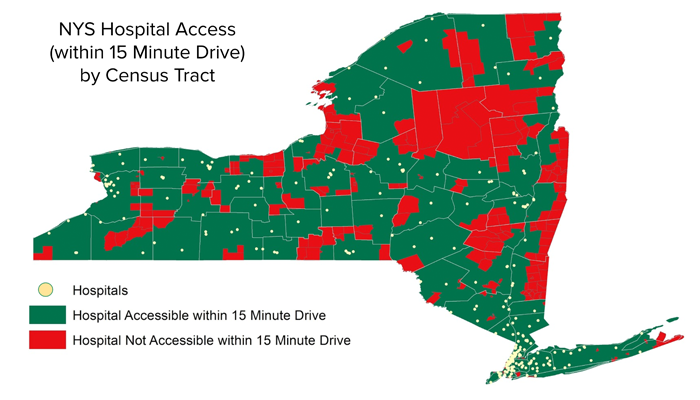 NYS Hospital Access
(within 15 Minute Drive)
by Census Tract
Hospitals
Hospital Accessible within 15 Minute Drive
Hospital Not Accessible within 15 Minute Drive